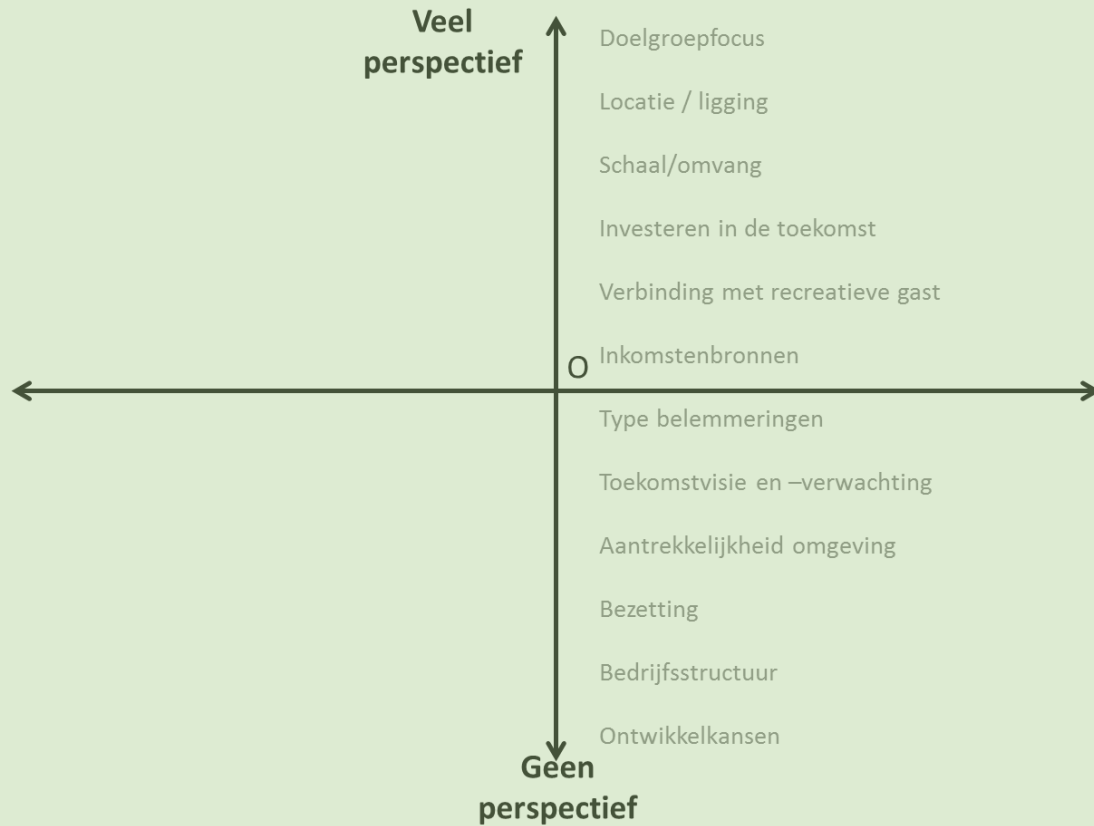 Veel
perspectief
Doelgroepfocus
Locatie / ligging
Schaal/omvang
Investeren in de toekomst
Verbinding met recreatieve gast
Inkomstenbronnen
O
Type belemmeringen
Toekomstvisie en –verwachting
Aantrekkelijkheid omgeving
Bezetting
Bedrijfsstructuur
Ontwikkelkansen
Geen
perspectief